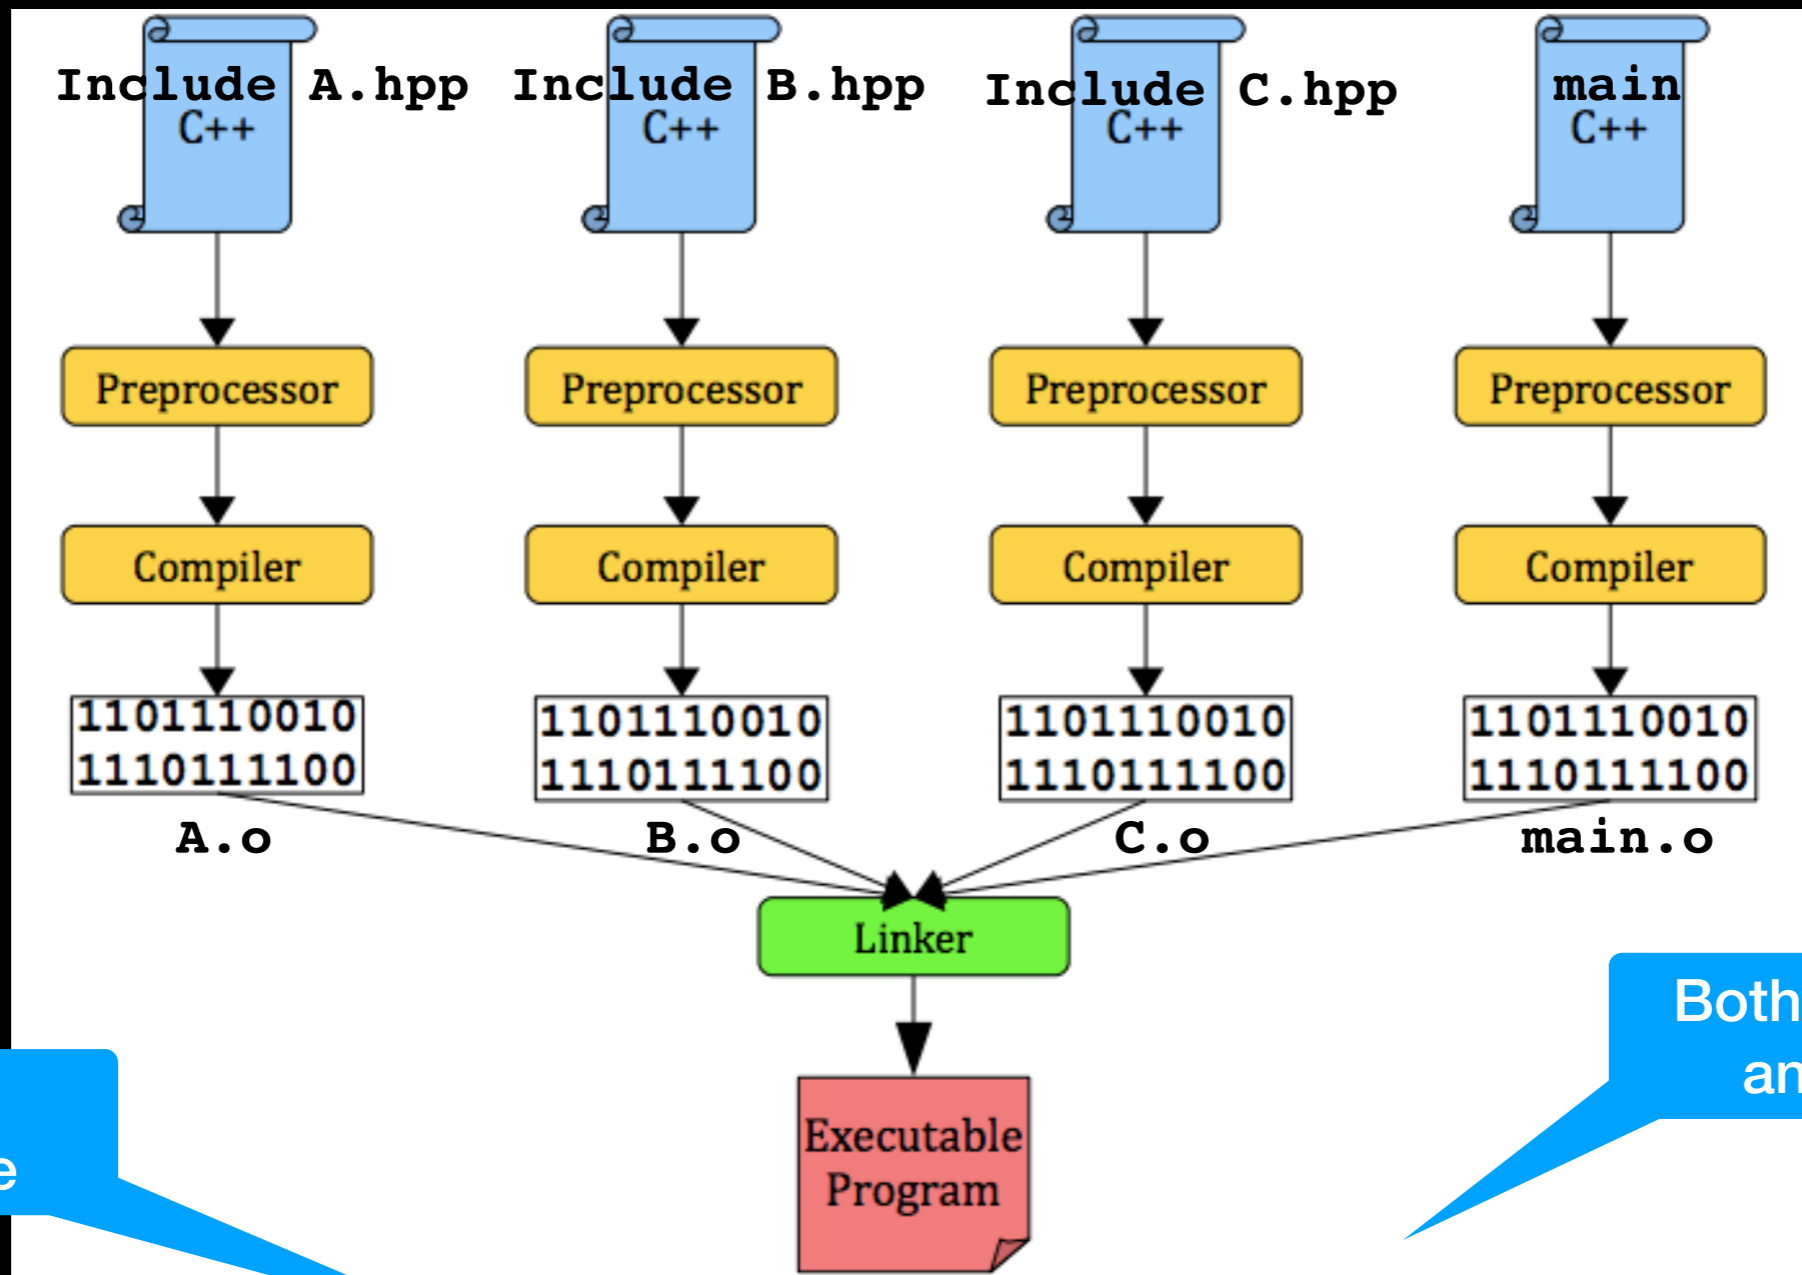 Include A.hpp
C++
Include B.hpp
C++
Include C.hpp
C++
main
C++
Preprocessor
Preprocessor
Preprocessor
Preprocessor
Compiler
Compiler
Compiler
Compiler
1101110010
1110111100
1101110010
1110111100
1101110010
1110111100
1101110010
1110111100
A.o
B.o
C.o
main.o
Linker
Both
an
e
Executable
Program